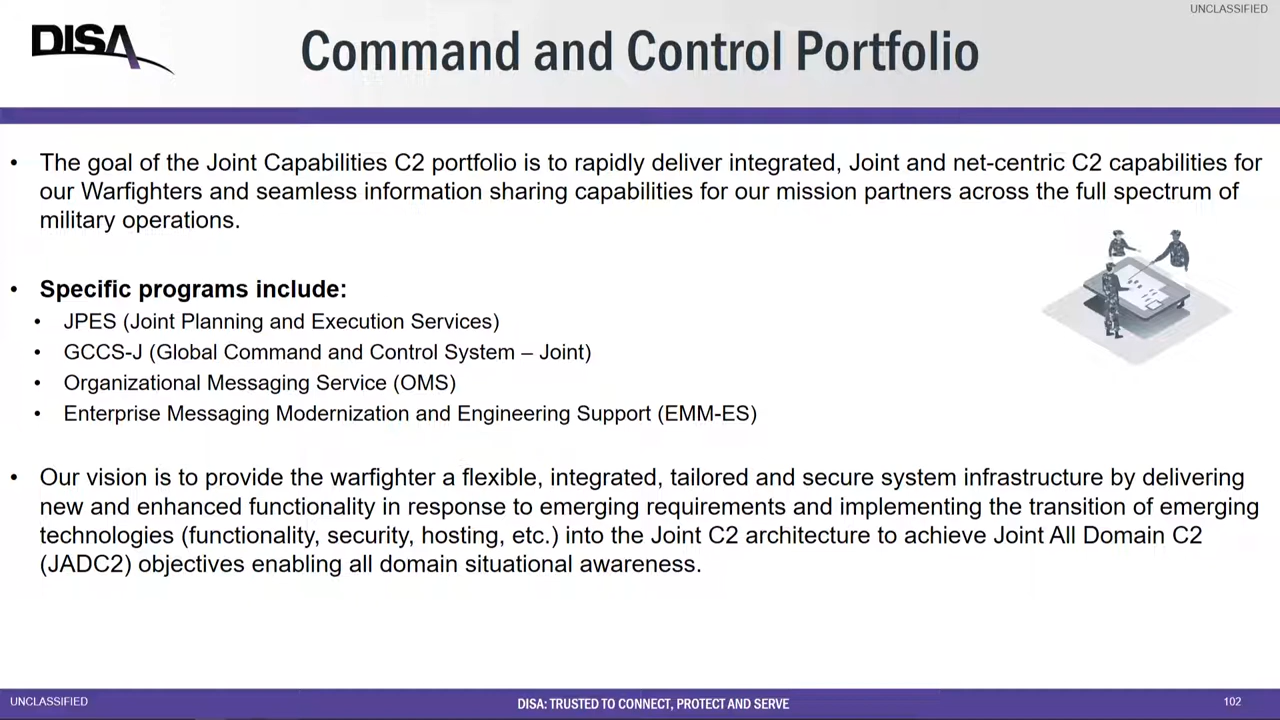 UNCLASSIFIED
DISA
Command and Control Portfolio
• The goal of the Joint Capabilities C2 portfolio is to rapidly deliver integrated, Joint and net-centric C2 capabilities for
our Warfighters and seamless information sharing capabilities for our mission partners across the full spectrum of
military operations.
• Specific programs include:
• JPES (Joint Planning and Execution Services)
• GCCS-J (Global Command and Control System – Joint)
• Organizational Messaging Service (OMS)
• Enterprise Messaging Modernization and Engineering Support (EMM-ES)
• Our vision is to provide the warfighter a flexible, integrated, tailored and secure system infrastructure by delivering
new and enhanced functionality in response to emerging requirements and implementing the transition of emerging
technologies (functionality, security, hosting, etc.) into the Joint C2 architecture to achieve Joint All Domain C2
(JADC2) objectives enabling all domain situational awareness.
UNCLASSIFIED
DISA: TRUSTED TO CONNECT, PROTECT AND SERVE
102